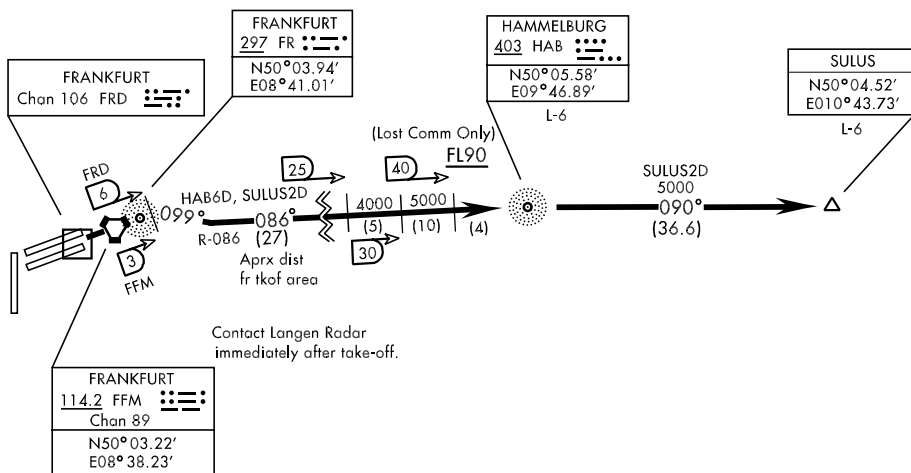 FRANKFURT
297 FR
N50°03.94'
E08°41.01'
HAMMELBURG
403 HAB
N50°05.58'
E09°46.89'
L-6
SULUS
N50°04.52'
E010°43.73'
L-6
FRANKFURT
Chan 106 FRD
(Lost Comm Only)
FL90
FRD
6
25
40
HAB6D, SULUS2D
099°
R-086
086°
(27)
4000
(5)
5000
(10)
(4)
SULUS2D
5000
090°
(36.6)
3
FFM
30
Aprx dist
fr tkof area
Contact Langen Radar
immediately after take-off.
FRANKFURT
114.2 FFM
Chan 89
N50°03.22'
E08°38.23'